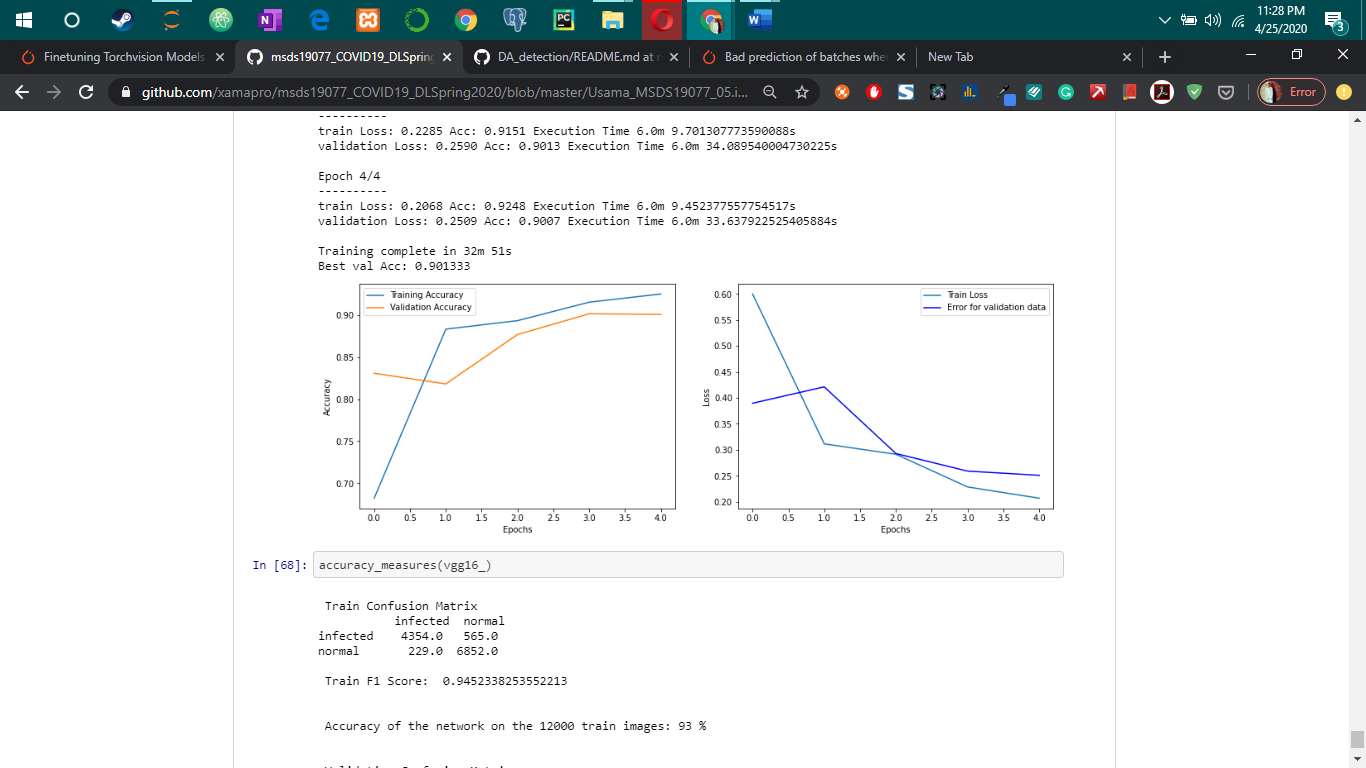 11:28 PM
4/25/2020
3
Finetuning Torchvision Models
msds19077_COVID19_DLSpring
DA_detection/README.md at r
Bad prediction of batches whe
New Tab
github.com/xamapro/msds19077_COVID19_DLSpring2020/blob/master/Usama_MSDS19077_05.i...
Error
----------
train Loss: 0.2285 Acc: 0.9151 Execution Time 6.0m 9.701307773590088s
validation Loss: 0.2590 Acc: 0.9013 Execution Time 6.0m 34.089540004730225s
Epoch 4/4
----------
train Loss: 0.2068 Acc: 0.9248 Execution Time 6.0m 9.452377557754517s
validation Loss: 0.2509 Acc: 0.9007 Execution Time 6.0m 33.637922525405884s
Training complete in 32m 51s
Best val Acc: 0.901333
Training Accuracy
Validation Accuracy
0.90
0.85
0.80
0.75
0.70
Accuracy
0.0 0.5 1.0 1.5 2.0 2.5 3.0 3.5 4.0
Epochs
Train Loss
Error for validation data
0.60
0.55
0.50
0.45
0.40
0.35
0.30
0.25
0.20
Loss
0.0 0.5 1.0 1.5 2.0 2.5 3.0 3.5 4.0
Epochs
In [68]: accuracy_measures(vgg16_)
Train Confusion Matrix
infected normal
infected 4354.0 565.0
normal 229.0 6852.0
Train F1 Score: 0.9452338253552213
Accuracy of the network on the 12000 train images: 93 %